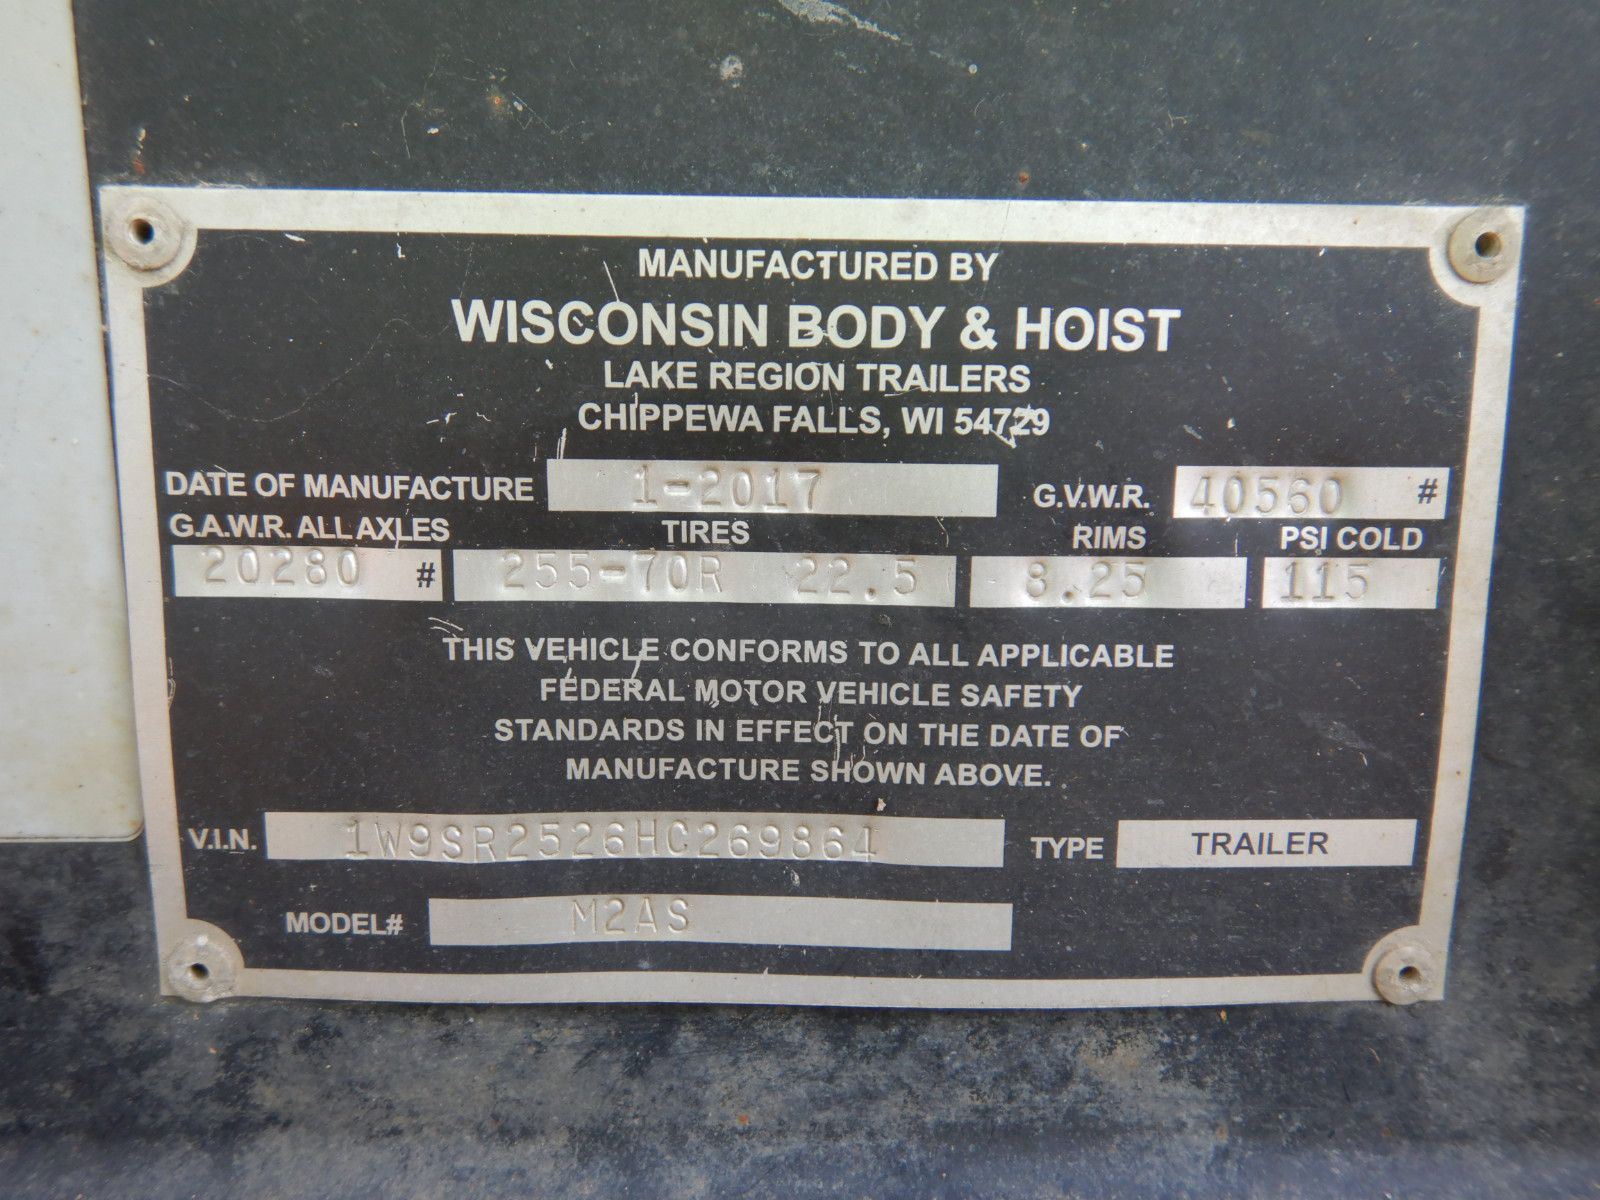 MANUFACTURED BY
WISCONSIN BODY & HOIST
LAKE REGION TRAILERS
CHIPPEWA FALLS, WI 54729
DATE OF MANUFACTURE 1-2017 G.V.W.R. 40560 #
G.A.W.R. ALL AXLES TIRES RIMS PSI COLD
20280 # 255-70R 22.5 8.25 115
THIS VEHICLE CONFORMS TO ALL APPLICABLE
FEDERAL MOTOR VEHICLE SAFETY
STANDARDS IN EFFECT ON THE DATE OF
MANUFACTURE SHOWN ABOVE.
V.I.N. 1W9SR2526HC269864 TYPE TRAILER
MODEL# M2AS